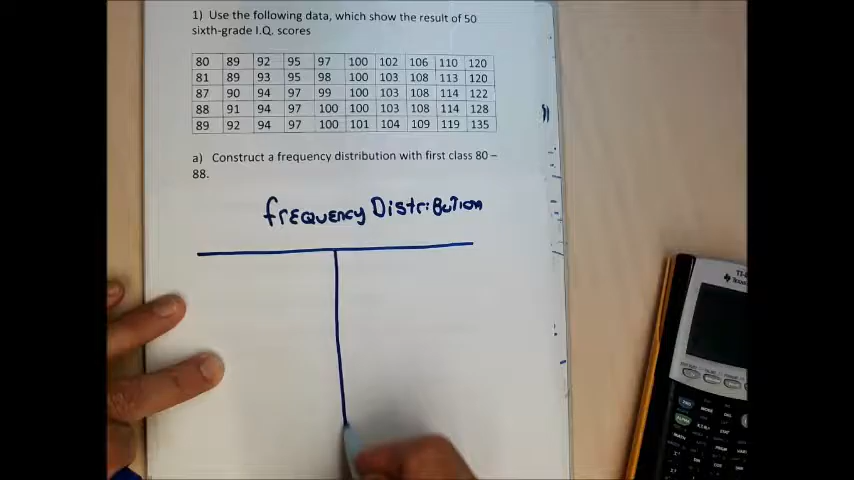 1) Use the following data, which show the result of 50
sixth-grade I.Q. scores
80 89 92 95 97 100 102 106 110 120
81 89 93 95 98 100 103 108 113 120
87 90 94 97 99 100 103 108 114 122
88 91 94 97 100 100 103 108 114 128
89 92 94 97 100 101 104 109 119 135
a) Construct a frequency distribution with first class 80 –
88.
frequency Distribution